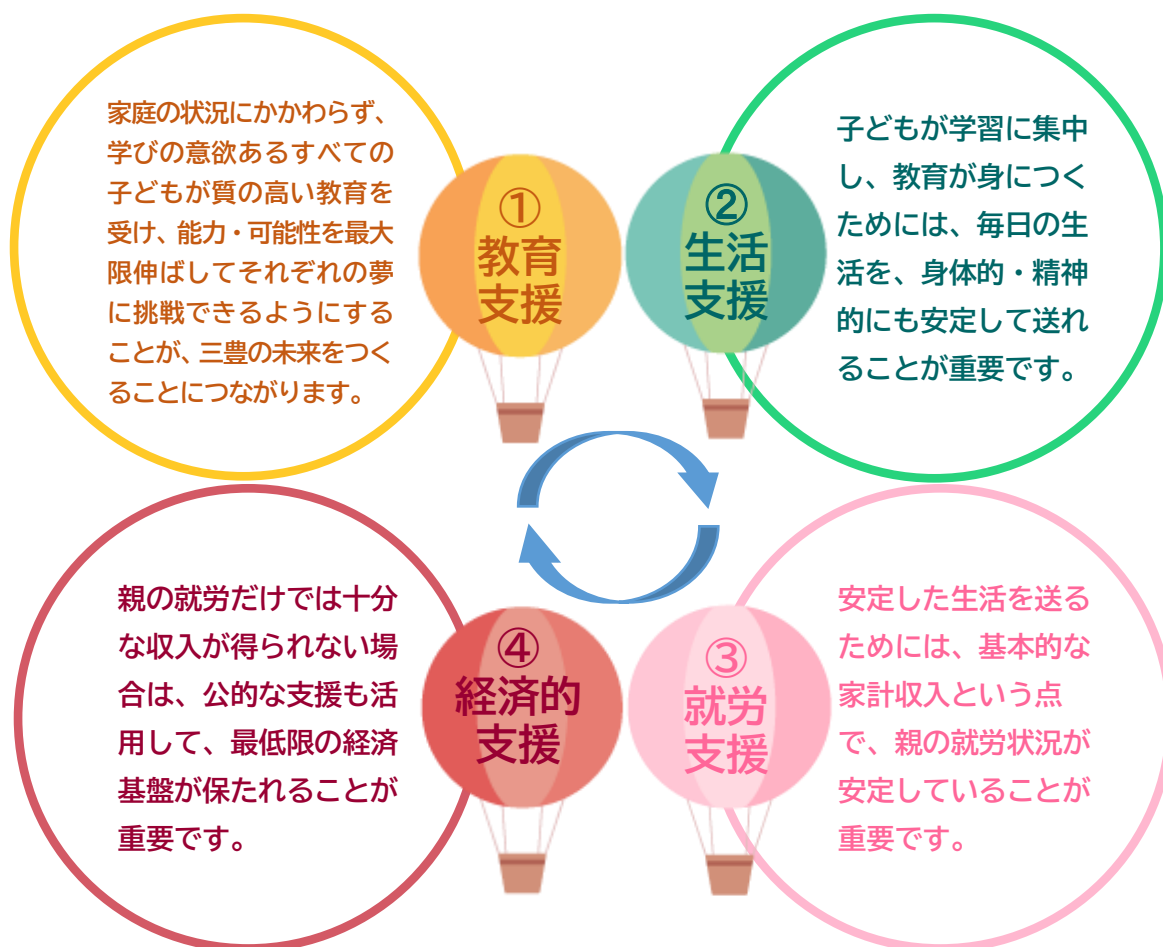 家庭の状況にかかわらず、
学びの意欲あるすべての
子どもが質の高い教育を
受け、能力・可能性を最大
限伸ばしてそれぞれの夢
に挑戦できるようにする
ことが、三豊の未来をつく
ることにつながります。
①
教育
支援
②
生活
支援
子どもが学習に集中
し、教育が身につく
ためには、毎日の生
活を、身体的・精神
的にも安定して送れ
ることが重要です。
親の就労だけでは十分
な収入が得られない場
合は、公的な支援も活
用して、最低限の経済
基盤が保たれることが
重要です。
④
経済的
支援
③
就労
支援
安定した生活を送る
ためには、基本的な
家計収入という点
で、親の就労状況が
安定していることが
重要です。